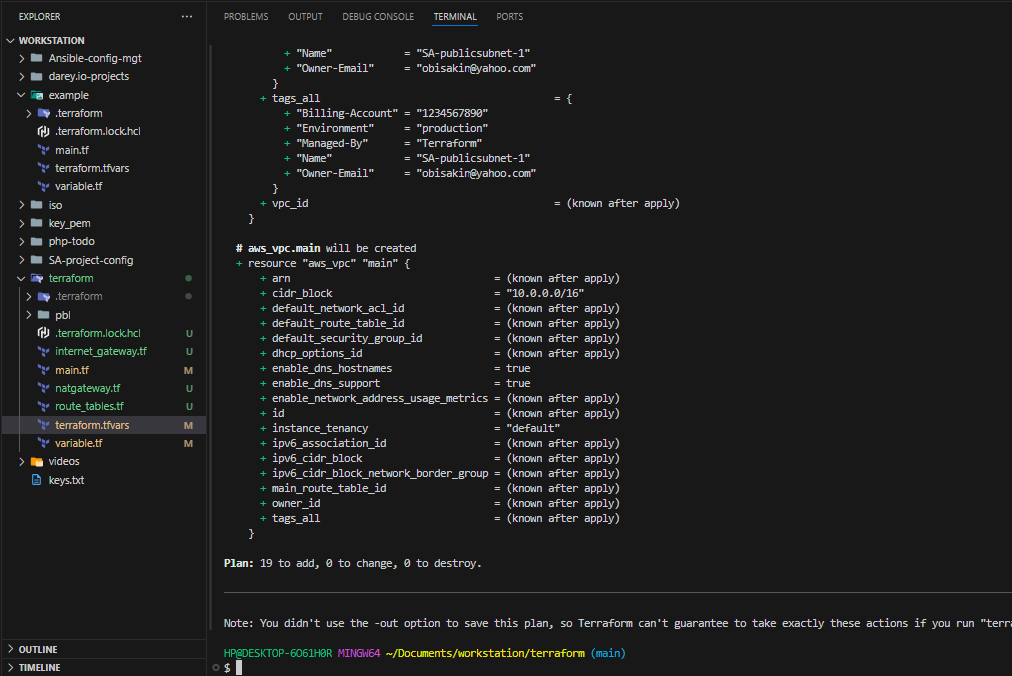 EXPLORER
WORKSTATION
Ansible-config-mgt
darey.io-projects
example
.terraform
.terraform.lock.hcl
main.tf
terraform.tfvars
variable.tf
iso
key_pem
php-todo
SA-project-config
terraform
.terraform
pbl
.terraform.lock.hcl U
internet_gateway.tf U
main.tf M
natgateway.tf U
route_tables.tf U
terraform.tfvars M
variable.tf M
videos
keys.txt
OUTLINE
TIMELINE
PROBLEMS OUTPUT DEBUG CONSOLE TERMINAL PORTS
+ "Name" = "SA-publicsubnet-1"
+ "Owner-Email" = "obisakin@yahoo.com"
}
+ tags_all = {
+ "Billing-Account" = "1234567890"
+ "Environment" = "production"
+ "Managed-By" = "Terraform"
+ "Name" = "SA-publicsubnet-1"
+ "Owner-Email" = "obisakin@yahoo.com"
}
+ vpc_id = (known after apply)
}
# aws_vpc.main will be created
+ resource "aws_vpc" "main" {
+ arn = (known after apply)
+ cidr_block = "10.0.0.0/16"
+ default_network_acl_id = (known after apply)
+ default_route_table_id = (known after apply)
+ default_security_group_id = (known after apply)
+ dhcp_options_id = (known after apply)
+ enable_dns_hostnames = true
+ enable_dns_support = true
+ enable_network_address_usage_metrics = (known after apply)
+ id = (known after apply)
+ instance_tenancy = "default"
+ ipv6_association_id = (known after apply)
+ ipv6_cidr_block = (known after apply)
+ ipv6_cidr_block_network_border_group = (known after apply)
+ main_route_table_id = (known after apply)
+ owner_id = (known after apply)
+ tags_all = (known after apply)
}
Plan: 19 to add, 0 to change, 0 to destroy.
Note: You didn't use the -out option to save this plan, so Terraform can't guarantee to take exactly these actions if you run "terra
HP@DESKTOP-6O61H0R MINGW64 ~/Documents/workstation/terraform (main)
$